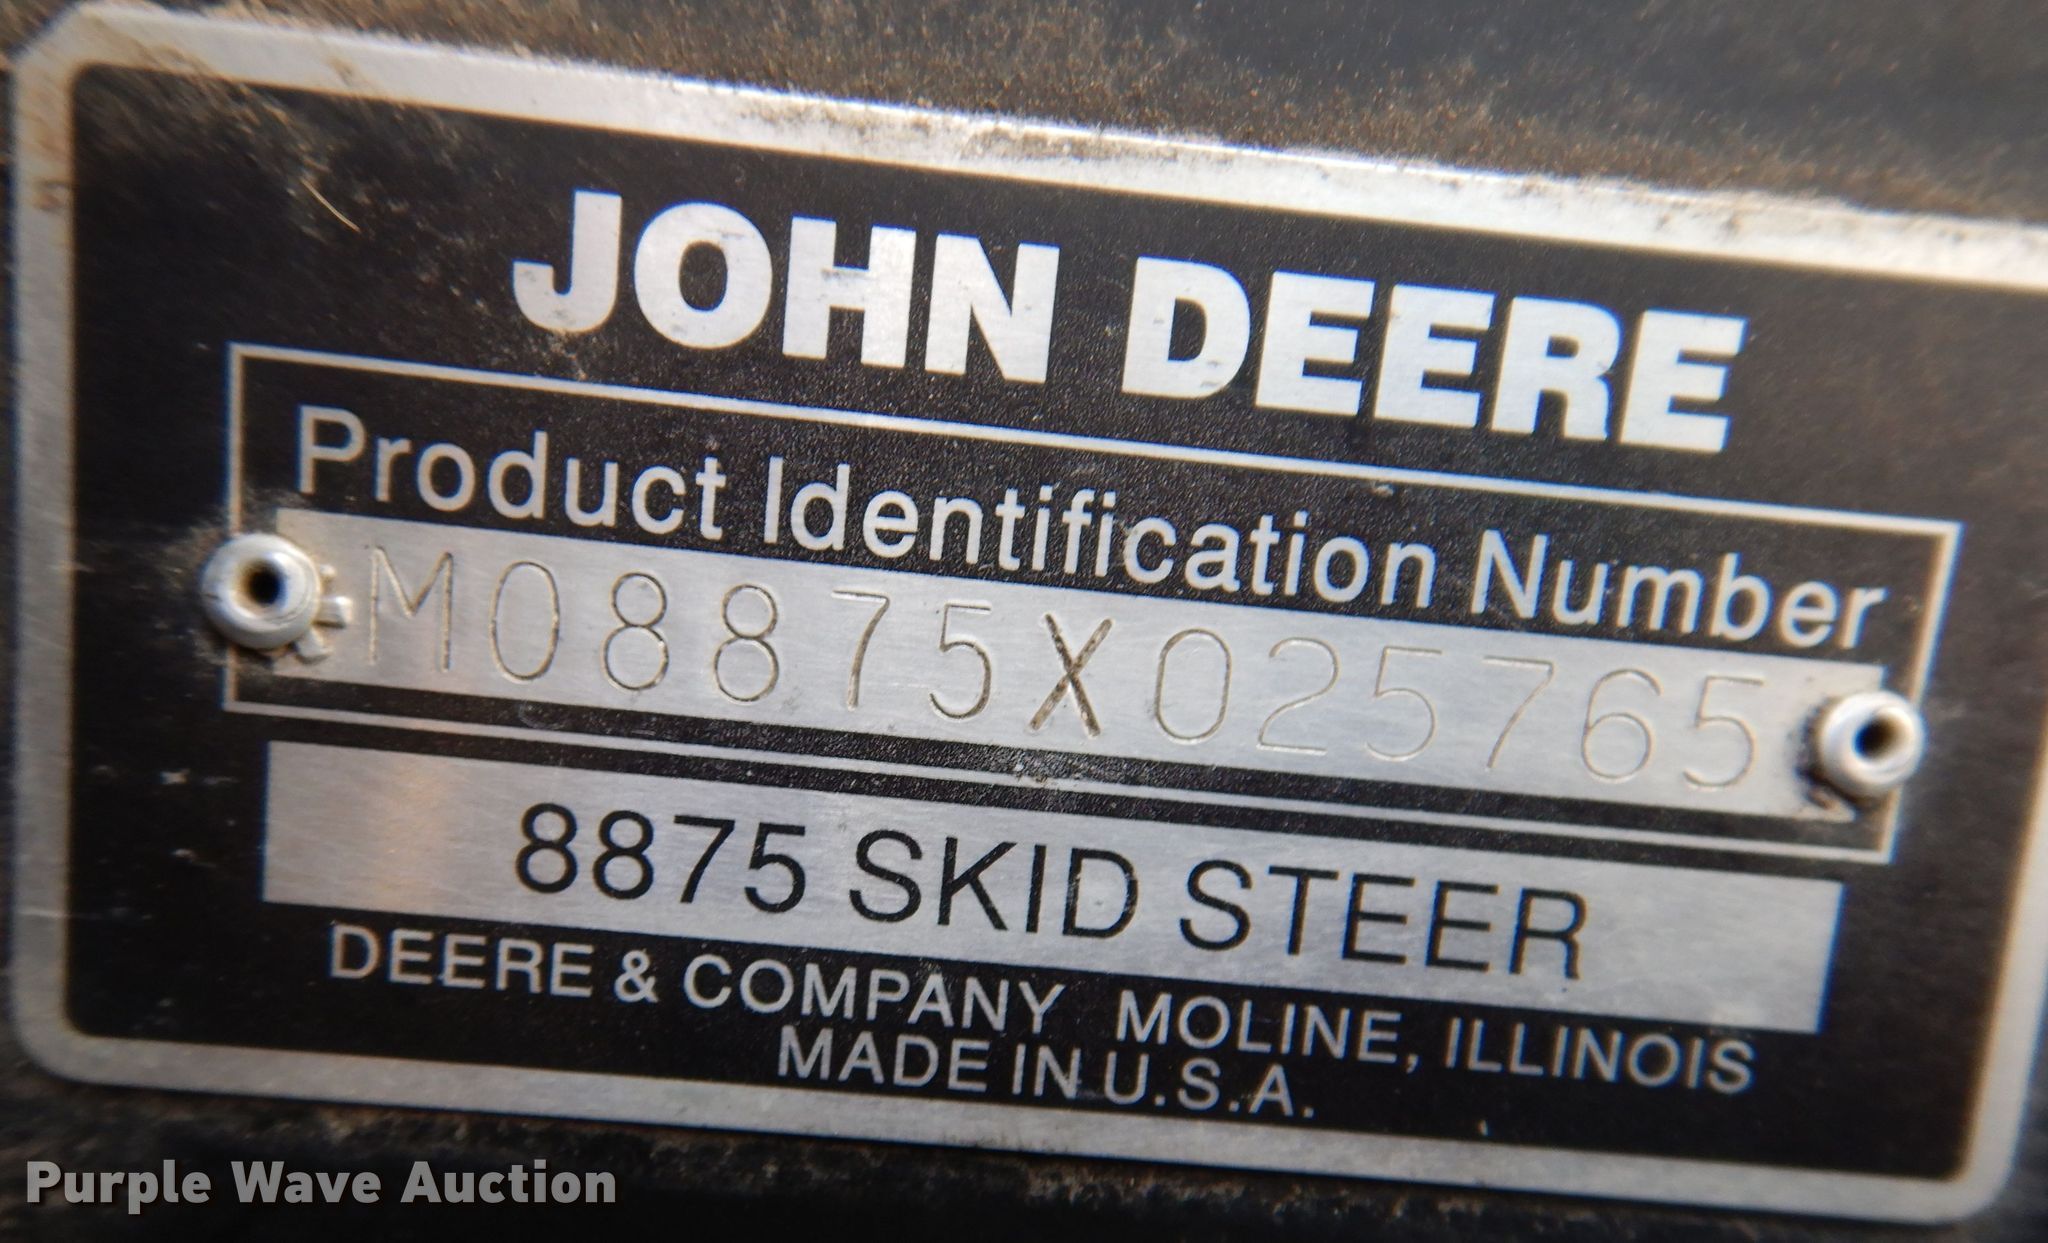 JOHN DEERE
Product Identification Number
M08875X025765
8875 SKID STEER
DEERE & COMPANY MOLINE, ILLINOIS
MADE IN U.S.A.
Purple Wave Auction